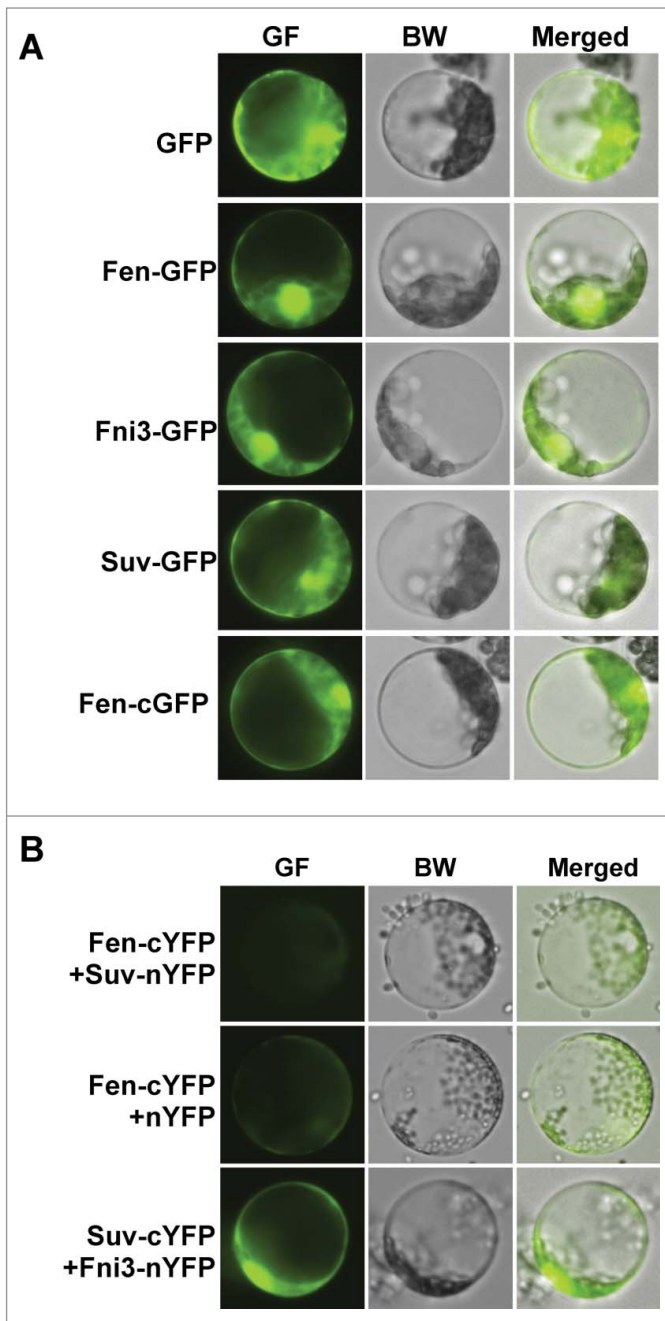 A
GF BW Merged
GFP
Fen-GFP
Fni3-GFP
Suv-GFP
Fen-cGFP
B
GF BW Merged
Fen-cYFP
+Suv-nYFP
Fen-cYFP
+nYFP
Suv-cYFP
+Fni3-nYFP